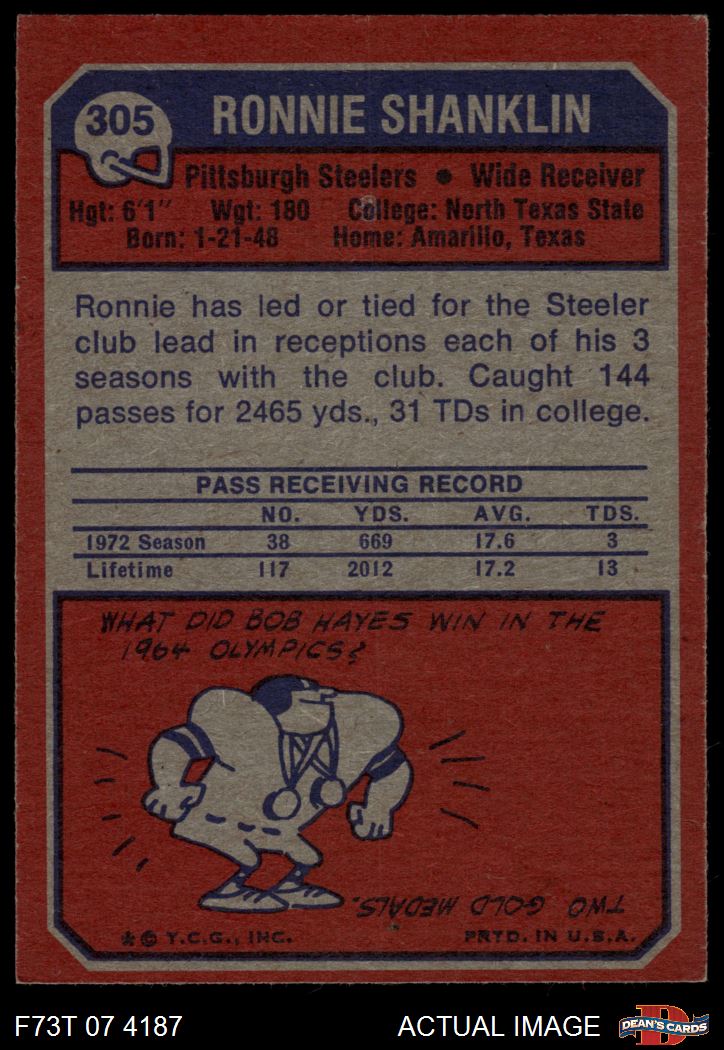 305
RONNIE SHANKLIN
Pittsburgh Steelers • Wide Receiver
Hgt: 6'1" Wgt: 180 College: North Texas State
Born: 1-21-48 Home: Amarillo, Texas
Ronnie has led or tied for the Steeler
club lead in receptions each of his 3
seasons with the club. Caught 144
passes for 2465 yds., 31 TDs in college.
PASS RECEIVING RECORD
NO. YDS. AVG. TDS.
1972 Season 38 669 17.6 3
Lifetime 117 2012 17.2 13
WHAT DID BOB HAYES WIN IN THE
1964 OLYMPICS?
TWO GOLD MEDALS.
★ © T.C.G., INC. PRTD. IN U.S.A.
F73T 07 4187 ACTUAL IMAGE
D
DEAN'S CARDS